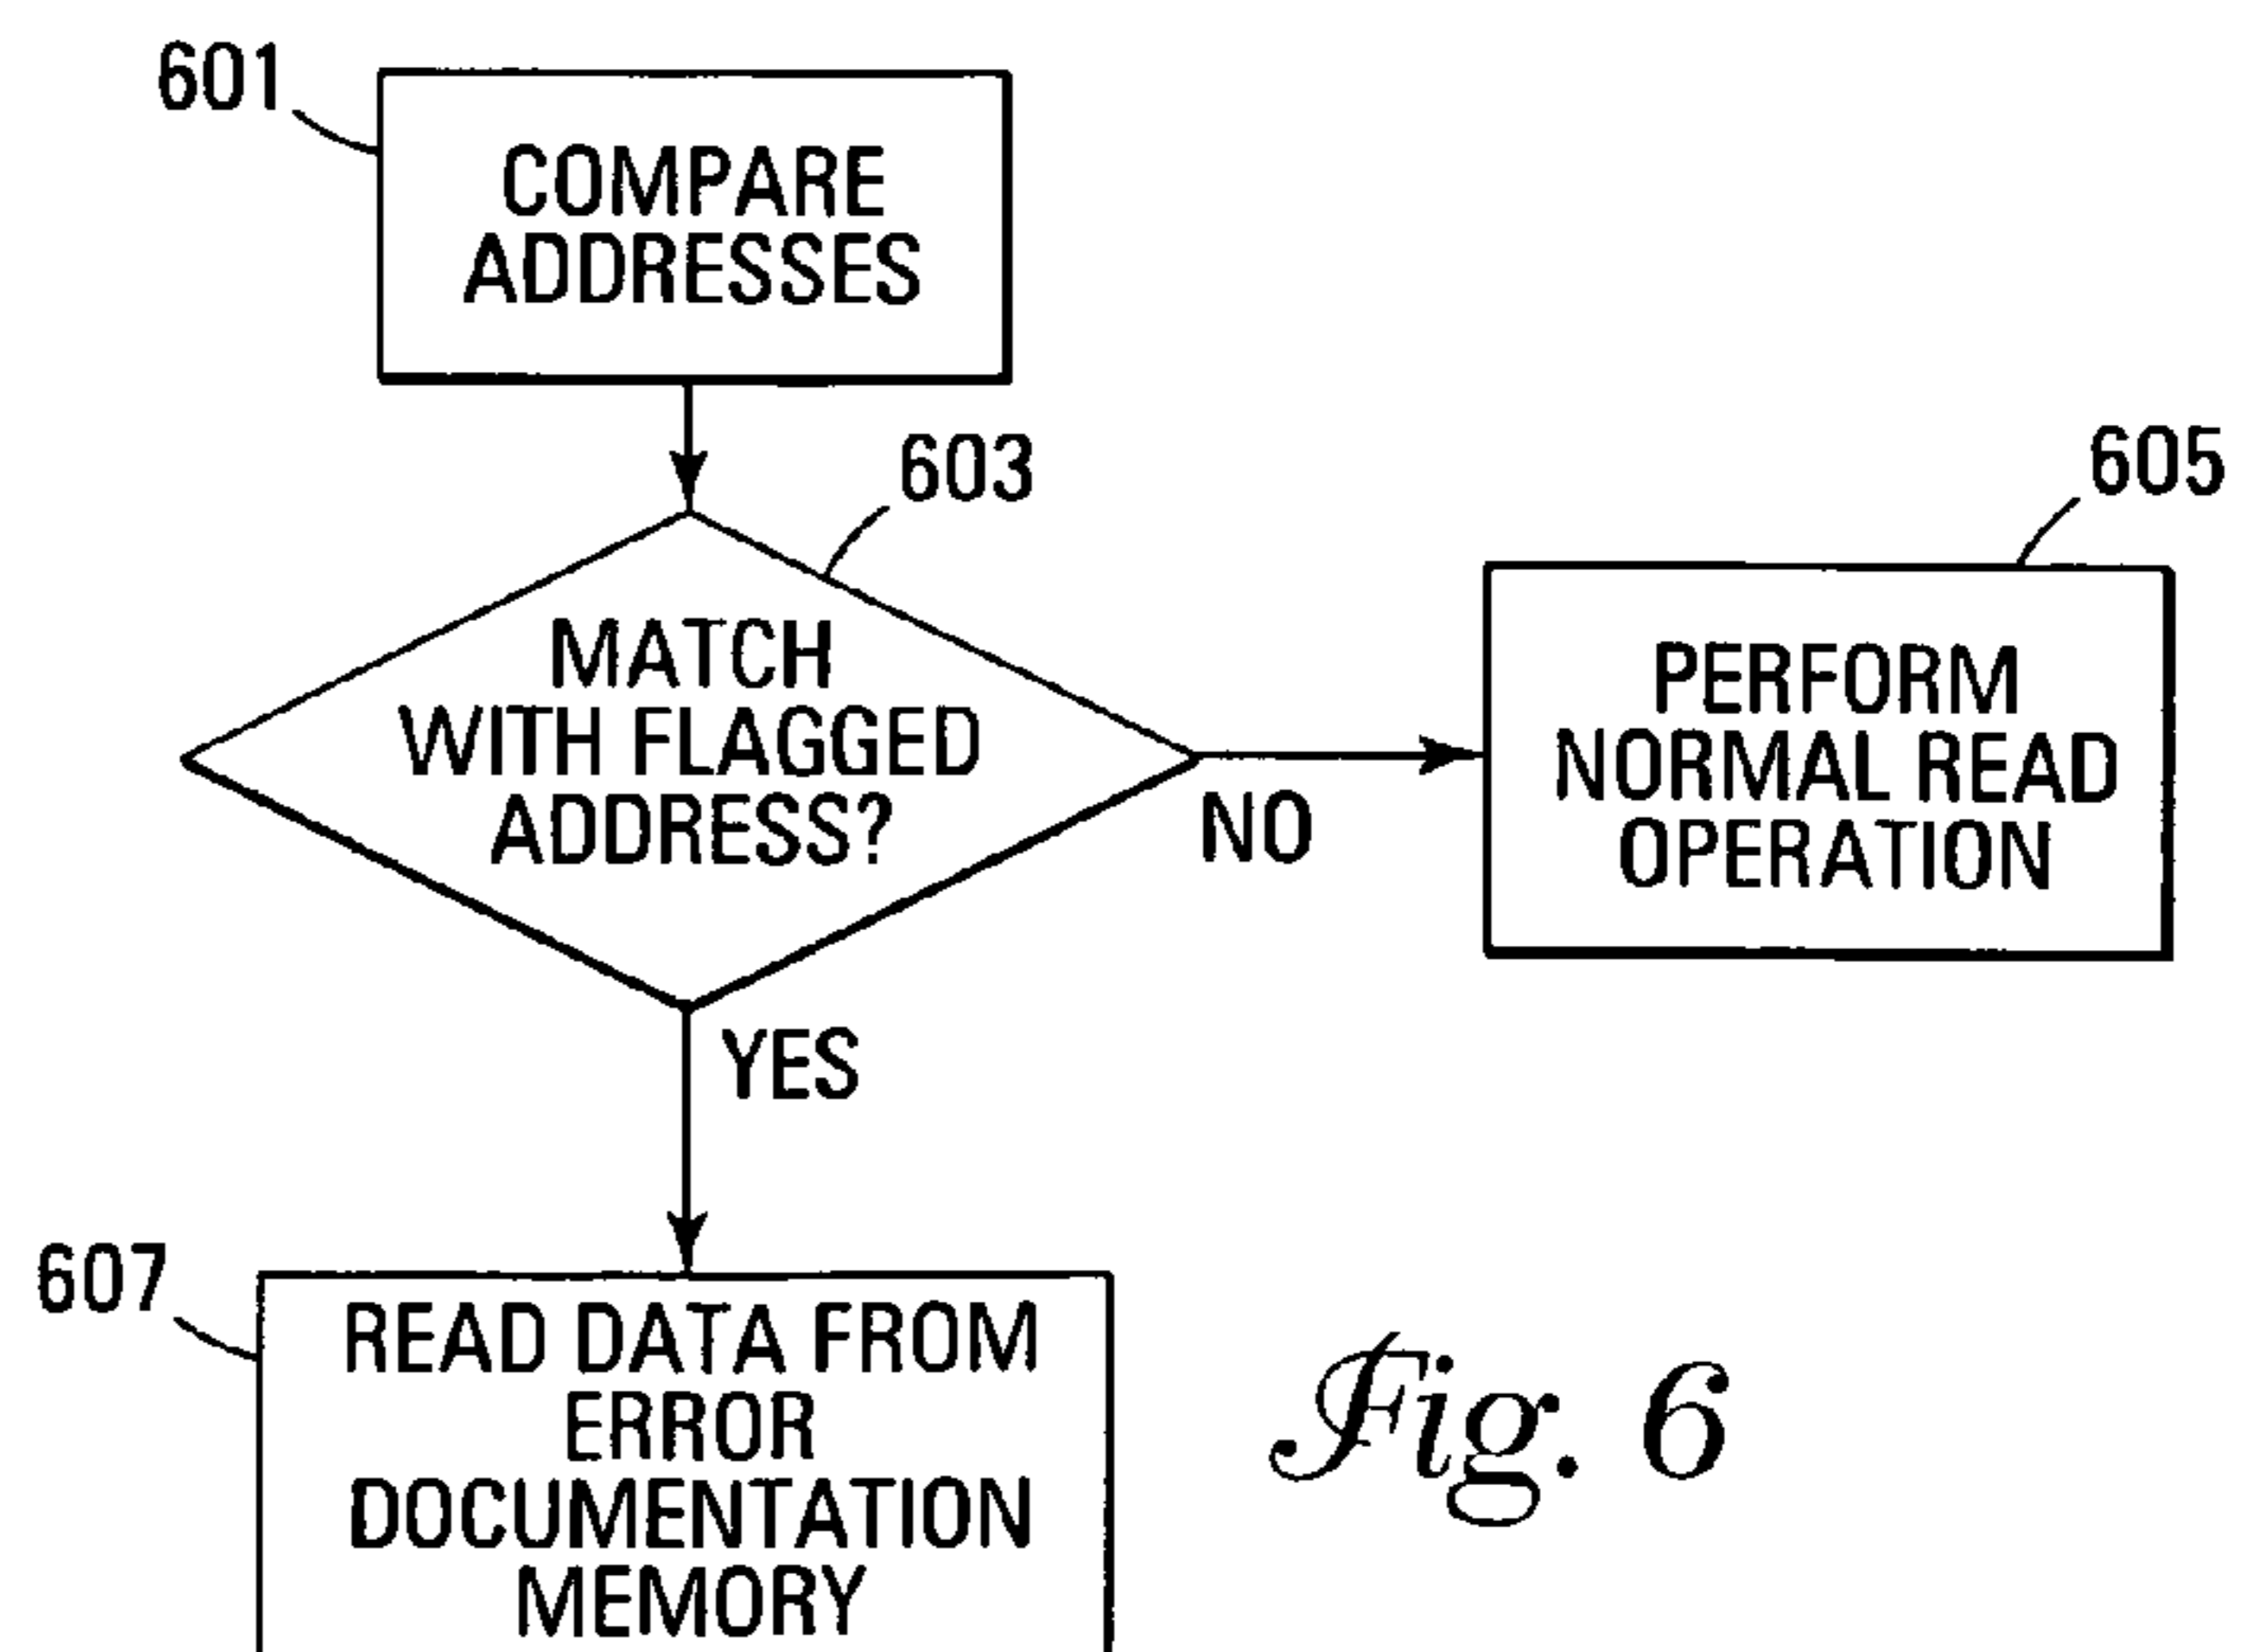 601
COMPARE
ADDRESSES
603
MATCH
WITH FLAGGED
ADDRESS?
NO
605
PERFORM
NORMAL READ
OPERATION
YES
607
READ DATA FROM
ERROR
DOCUMENTATION
MEMORY
Fig. 6